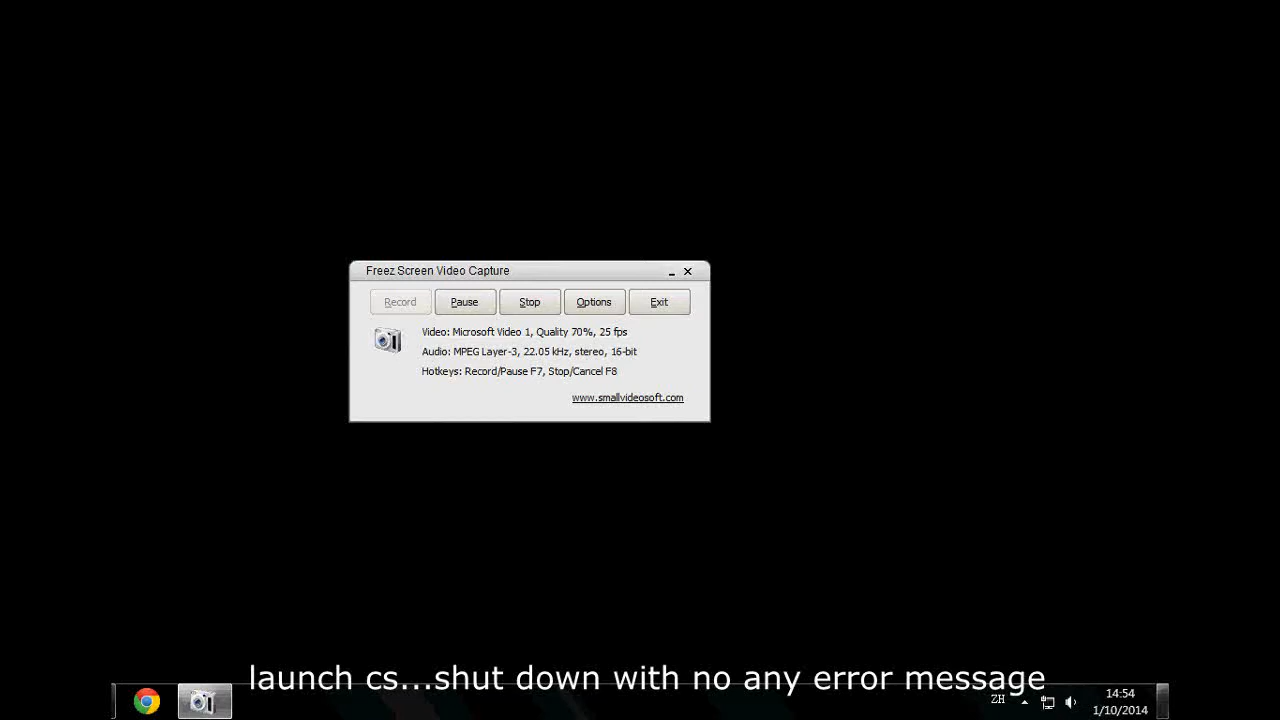 Freez Screen Video Capture
Record Pause Stop Options Exit
Video: Microsoft Video 1, Quality 70%, 25 fps
Audio: MPEG Layer-3, 22.05 kHz, stereo, 16-bit
Hotkeys: Record/Pause F7, Stop/Cancel F8
www.smallvideosoft.com
launch cs...shut down with no any error message
ZH
14:54
1/10/2014